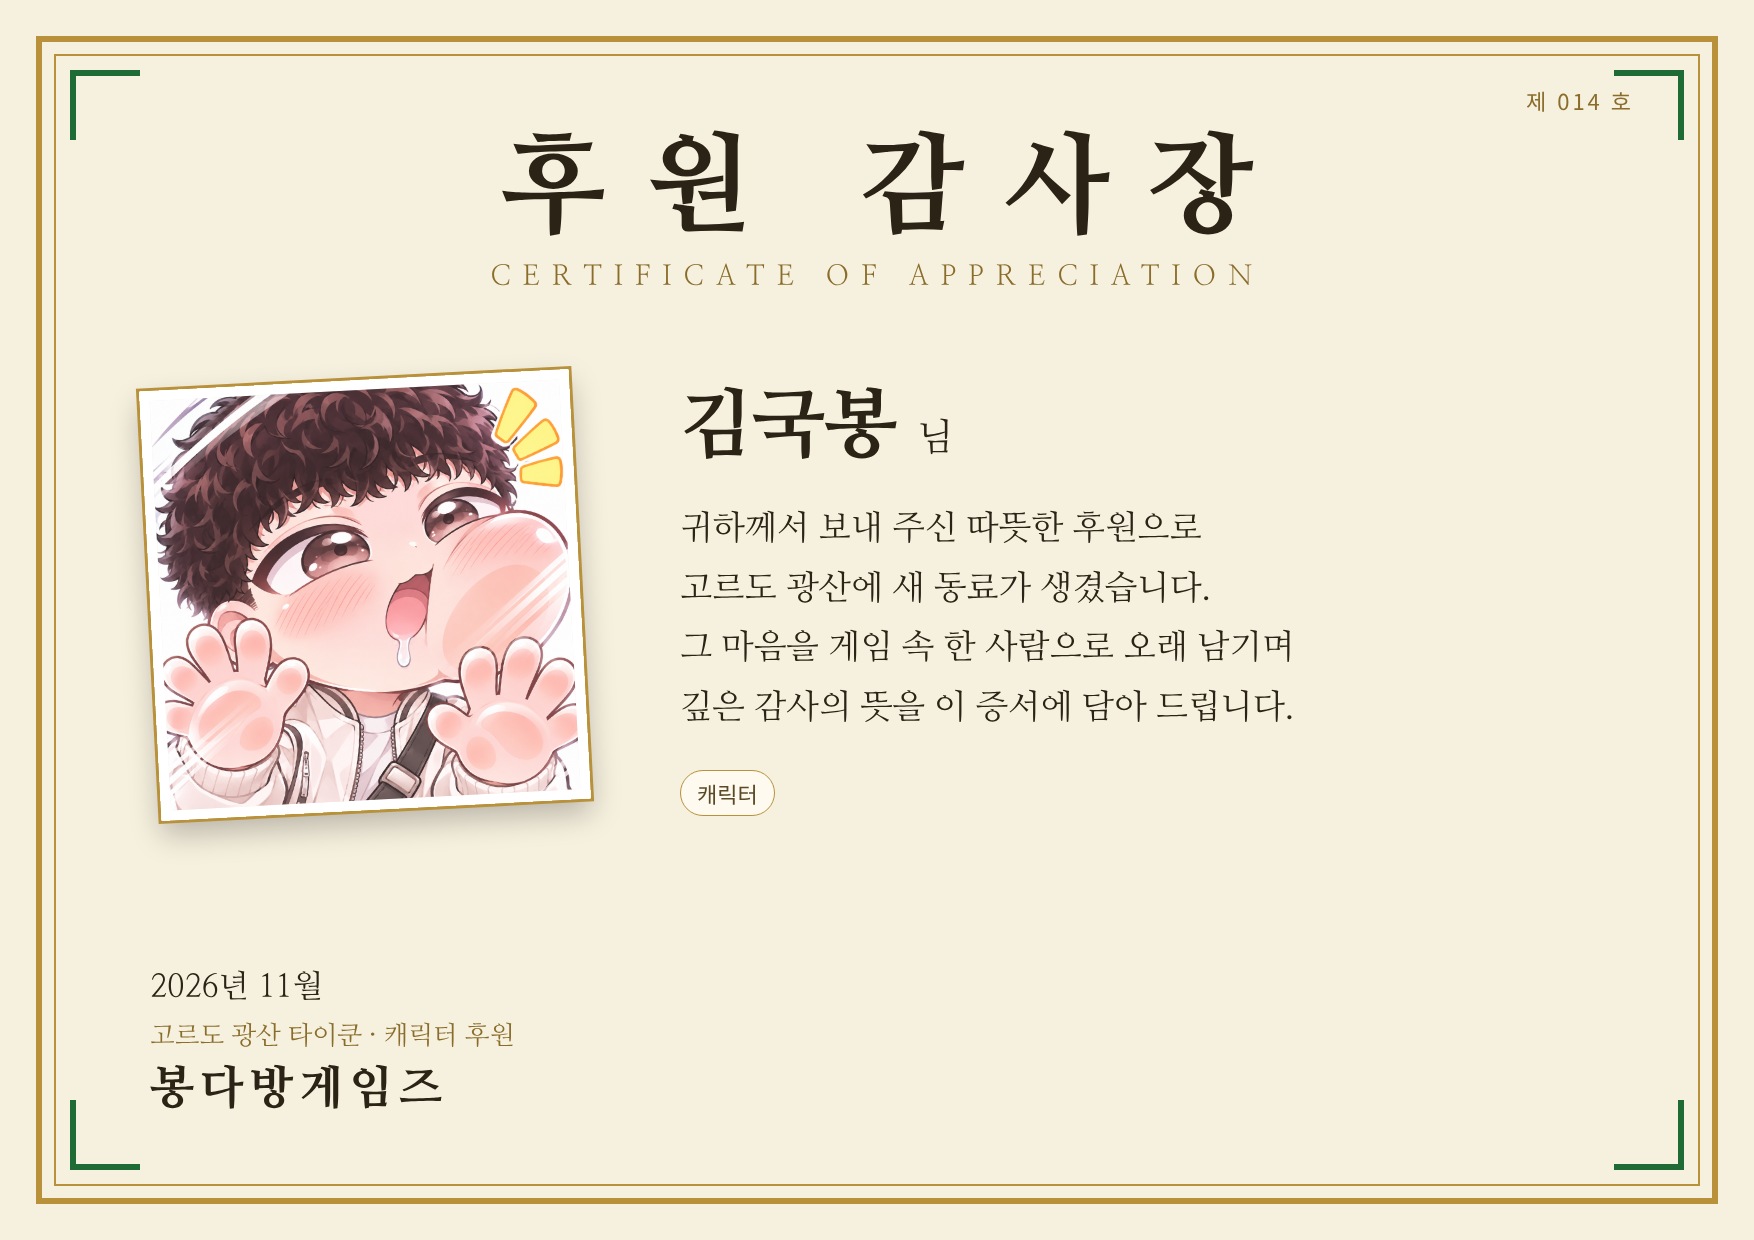 제 014 호
후원 감사장
CERTIFICATE OF APPRECIATION
김국봉 님
귀하께서 보내 주신 따뜻한 후원으로
고르도 광산에 새 동료가 생겼습니다.
그 마음을 게임 속 한 사람으로 오래 남기며
깊은 감사의 뜻을 이 증서에 담아 드립니다.
캐릭터
2026년 11월
고르도 광산 타이쿤 · 캐릭터 후원
봉다방게임즈